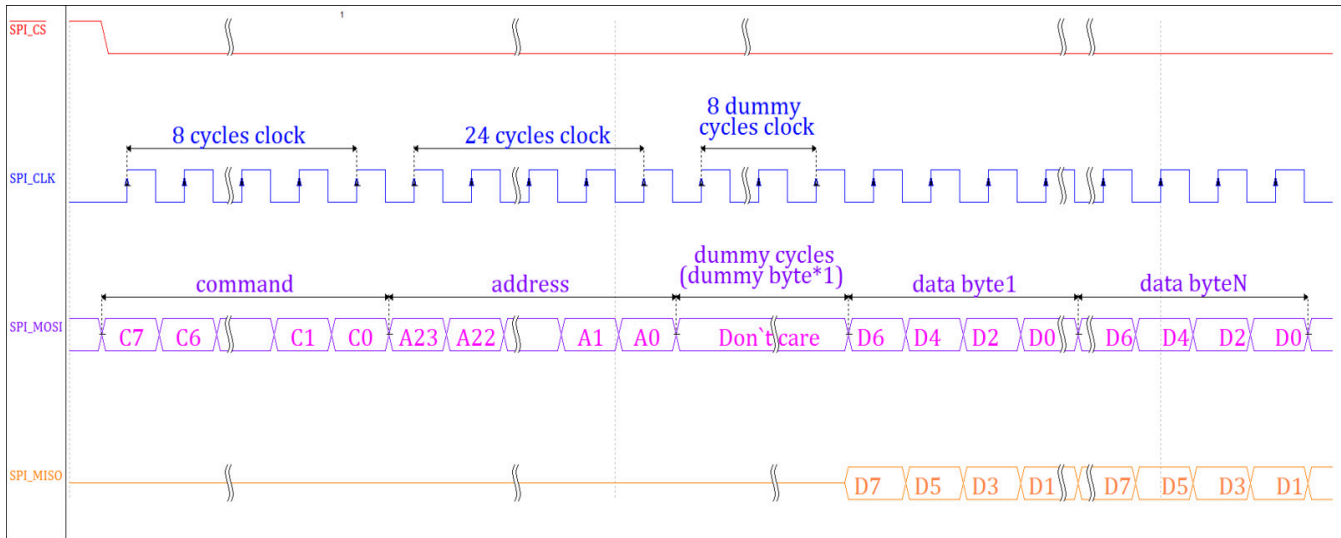 SPI_CS
1
8 cycles clock
24 cycles clock
8 dummy
cycles clock
SPI_CLK
command
address
dummy cycles
(dummy byte*1)
data byte1
data byteN
SPI_MOSI
C7 C6 C1 C0 A23 A22 A1 A0 Don`t care D6 D4 D2 D0 D6 D4 D2 D0
SPI_MISO
D7 D5 D3 D1 D7 D5 D3 D1